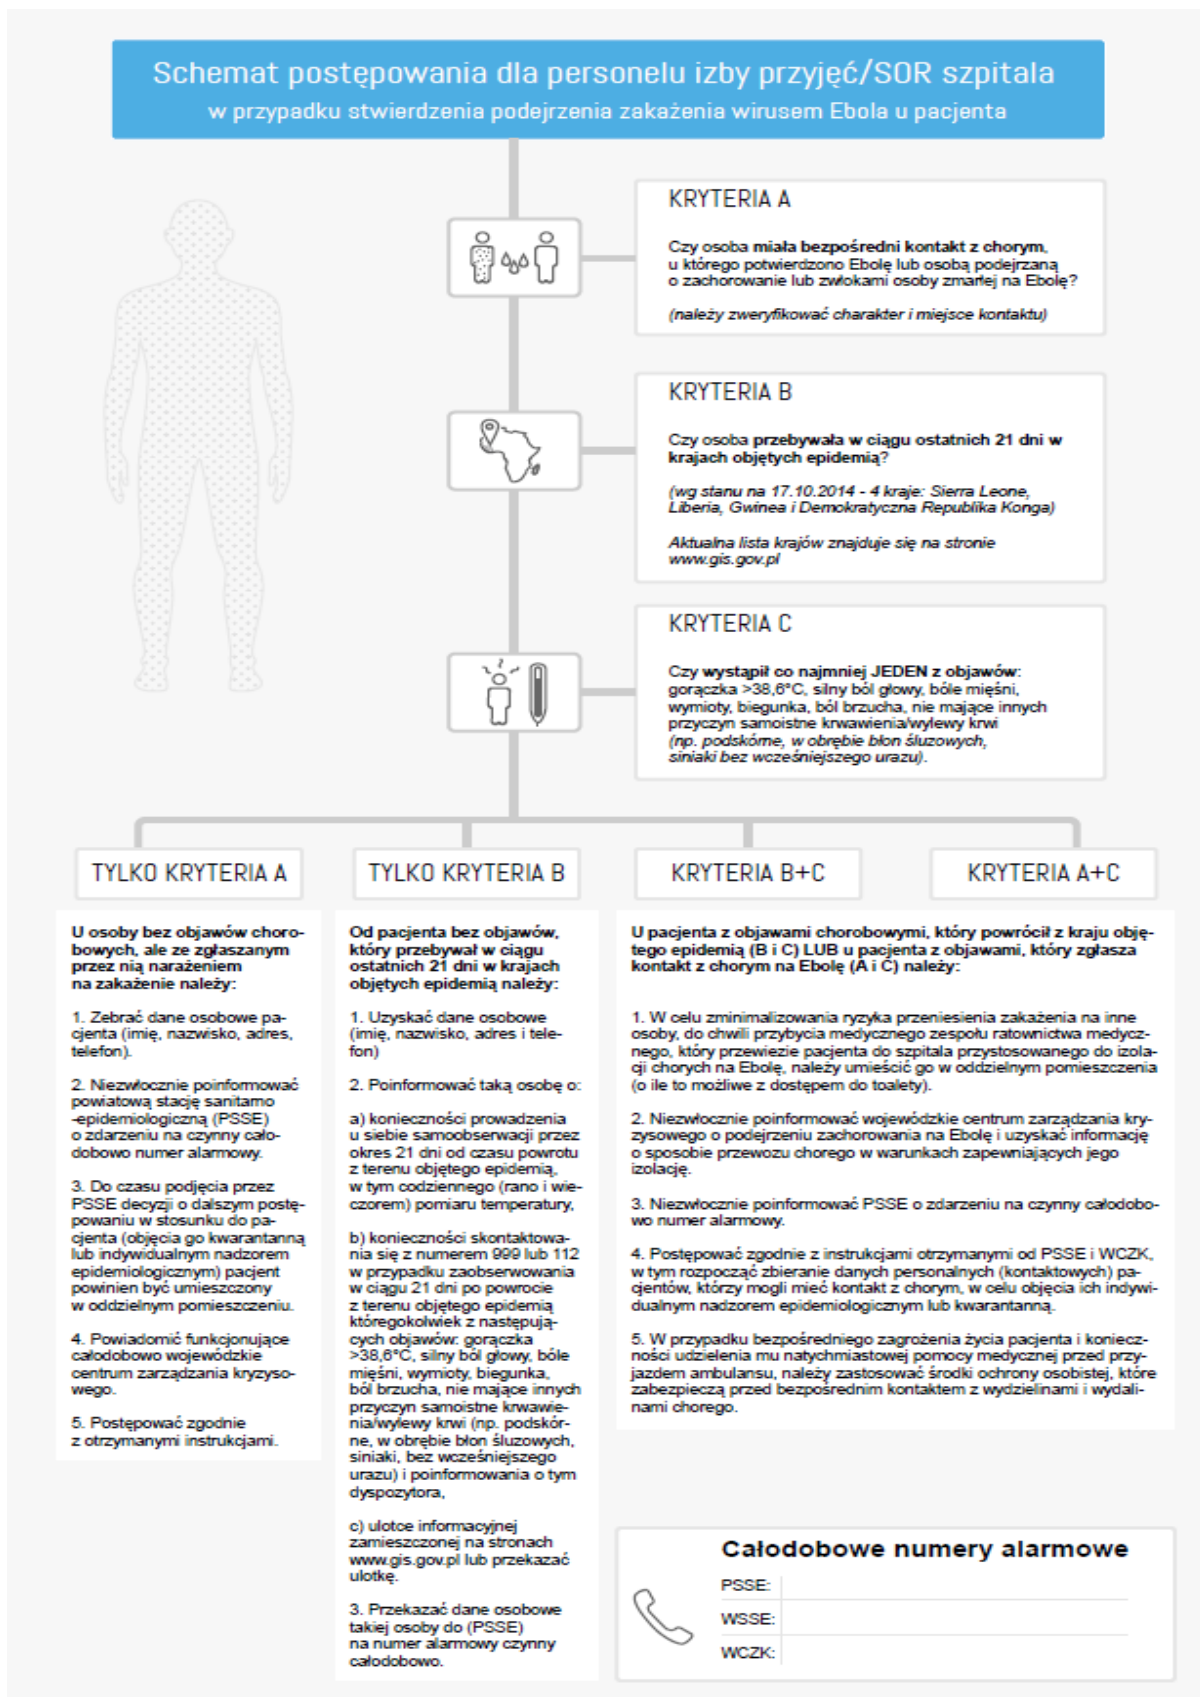 Schemat postępowania dla personelu izby przyjęć/SOR szpitala
w przypadku stwierdzenia podejrzenia zakażenia wirusem Ebola u pacjenta
KRYTERIA A
Czy osoba miała bezpośredni kontakt z chorym,
u którego potwierdzono Ebolę lub osobą podejrzaną
o zachorowanie lub zwłokami osoby zmarłej na Ebolę?
(należy zweryfikować charakter i miejsce kontaktu)
KRYTERIA B
Czy osoba przebywała w ciągu ostatnich 21 dni w
krajach objętych epidemią?
(wg stanu na 17.10.2014 - 4 kraje: Sierra Leone,
Liberia, Gwinea i Demokratyczna Republika Konga)
Aktualna lista krajów znajduje się na stronie
www.gis.gov.pl
KRYTERIA C
Czy wystąpił co najmniej JEDEN z objawów:
gorączka >38,6°C, silny ból głowy, bóle mięśni,
wymioty, biegunka, ból brzucha, nie mające innych
przyczyn samoistne krwawienia/wylewy krwi
(np. podskórne, w obrębie błon śluzowych,
siniaki bez wcześniejszego urazu).
TYLKO KRYTERIA A
U osoby bez objawów choro-
bowych, ale ze zgłaszanym
przez nią narażeniem
na zakażenie należy:
1. Zebrać dane osobowe pa-
cjenta (imię, nazwisko, adres,
telefon).
2. Niezwłocznie poinformować
powiatową stację sanitarno
-epidemiologiczną (PSSE)
o zdarzeniu na czynny cało-
dobowo numer alarmowy.
3. Do czasu podjęcia przez
PSSE decyzji o dalszym postę-
powaniu w stosunku do pa-
cjenta (objęcia go kwarantanną
lub indywidualnym nadzorem
epidemiologicznym) pacjent
powinien być umieszczony
w oddzielnym pomieszczeniu.
4. Powiadomić funkcjonujące
całodobowo wojewódzkie
centrum zarządzania kryzyso-
wego.
5. Postępować zgodnie
z otrzymanymi instrukcjami.
TYLKO KRYTERIA B
Od pacjenta bez objawów,
który przebywał w ciągu
ostatnich 21 dni w krajach
objętych epidemią należy:
1. Uzyskać dane osobowe
(imię, nazwisko, adres i tele-
fon)
2. Poinformować taką osobę o:
a) konieczności prowadzenia
u siebie samoobserwacji przez
okres 21 dni od czasu powrotu
z terenu objętego epidemią,
w tym codziennego (rano i wie-
czorem) pomiaru temperatury,
b) konieczności skontaktowa-
nia się z numerem 999 lub 112
w przypadku zaobserwowania
w ciągu 21 dni po powrocie
z terenu objętego epidemią
któregokolwiek z następują-
cych objawów: gorączka
>38,6°C, silny ból głowy, bóle
mięśni, wymioty, biegunka,
ból brzucha, nie mające innych
przyczyn samoistne krwawie-
nia/wylewy krwi (np. podskór-
ne, w obrębie błon śluzowych,
siniaki, bez wcześniejszego
urazu) i poinformowania o tym
dyspozytora,
c) ulotce informacyjnej
zamieszczonej na stronach
www.gis.gov.pl lub przekazać
ulotkę.
3. Przekazać dane osobowe
takiej osoby do (PSSE)
na numer alarmowy czynny
całodobowo.
KRYTERIA B+C
KRYTERIA A+C
U pacjenta z objawami chorobowymi, który powrócił z kraju obję-
tego epidemią (B i C) LUB u pacjenta z objawami, który zgłasza
kontakt z chorym na Ebolę (A i C) należy:
1. W celu zminimalizowania ryzyka przeniesienia zakażenia na inne
osoby, do chwili przybycia medycznego zespołu ratownictwa medycz-
nego, który przewiezie pacjenta do szpitala przystosowanego do izola-
cji chorych na Ebolę, należy umieścić go w oddzielnym pomieszczeniu
(o ile to możliwe z dostępem do toalety).
2. Niezwłocznie poinformować wojewódzkie centrum zarządzania kry-
zysowego o podejrzeniu zachorowania na Ebolę i uzyskać informację
o sposobie przewozu chorego w warunkach zapewniających jego
izolację.
3. Niezwłocznie poinformować PSSE o zdarzeniu na czynny całodobo-
wo numer alarmowy.
4. Postępować zgodnie z instrukcjami otrzymanymi od PSSE i WCZK,
w tym rozpocząć zbieranie danych personalnych (kontaktowych) pa-
cjentów, którzy mogli mieć kontakt z chorym, w celu objęcia ich indywi-
dualnym nadzorem epidemiologicznym lub kwarantanną.
5. W przypadku bezpośredniego zagrożenia życia pacjenta i koniecz-
ności udzielenia mu natychmiastowej pomocy medycznej przed przy-
jazdem ambulansu, należy zastosować środki ochrony osobistej, które
zabezpieczą przed bezpośrednim kontaktem z wydzielinami i wydali-
nami chorego.
Całodobowe numery alarmowe
PSSE:
WSSE:
WCZK: